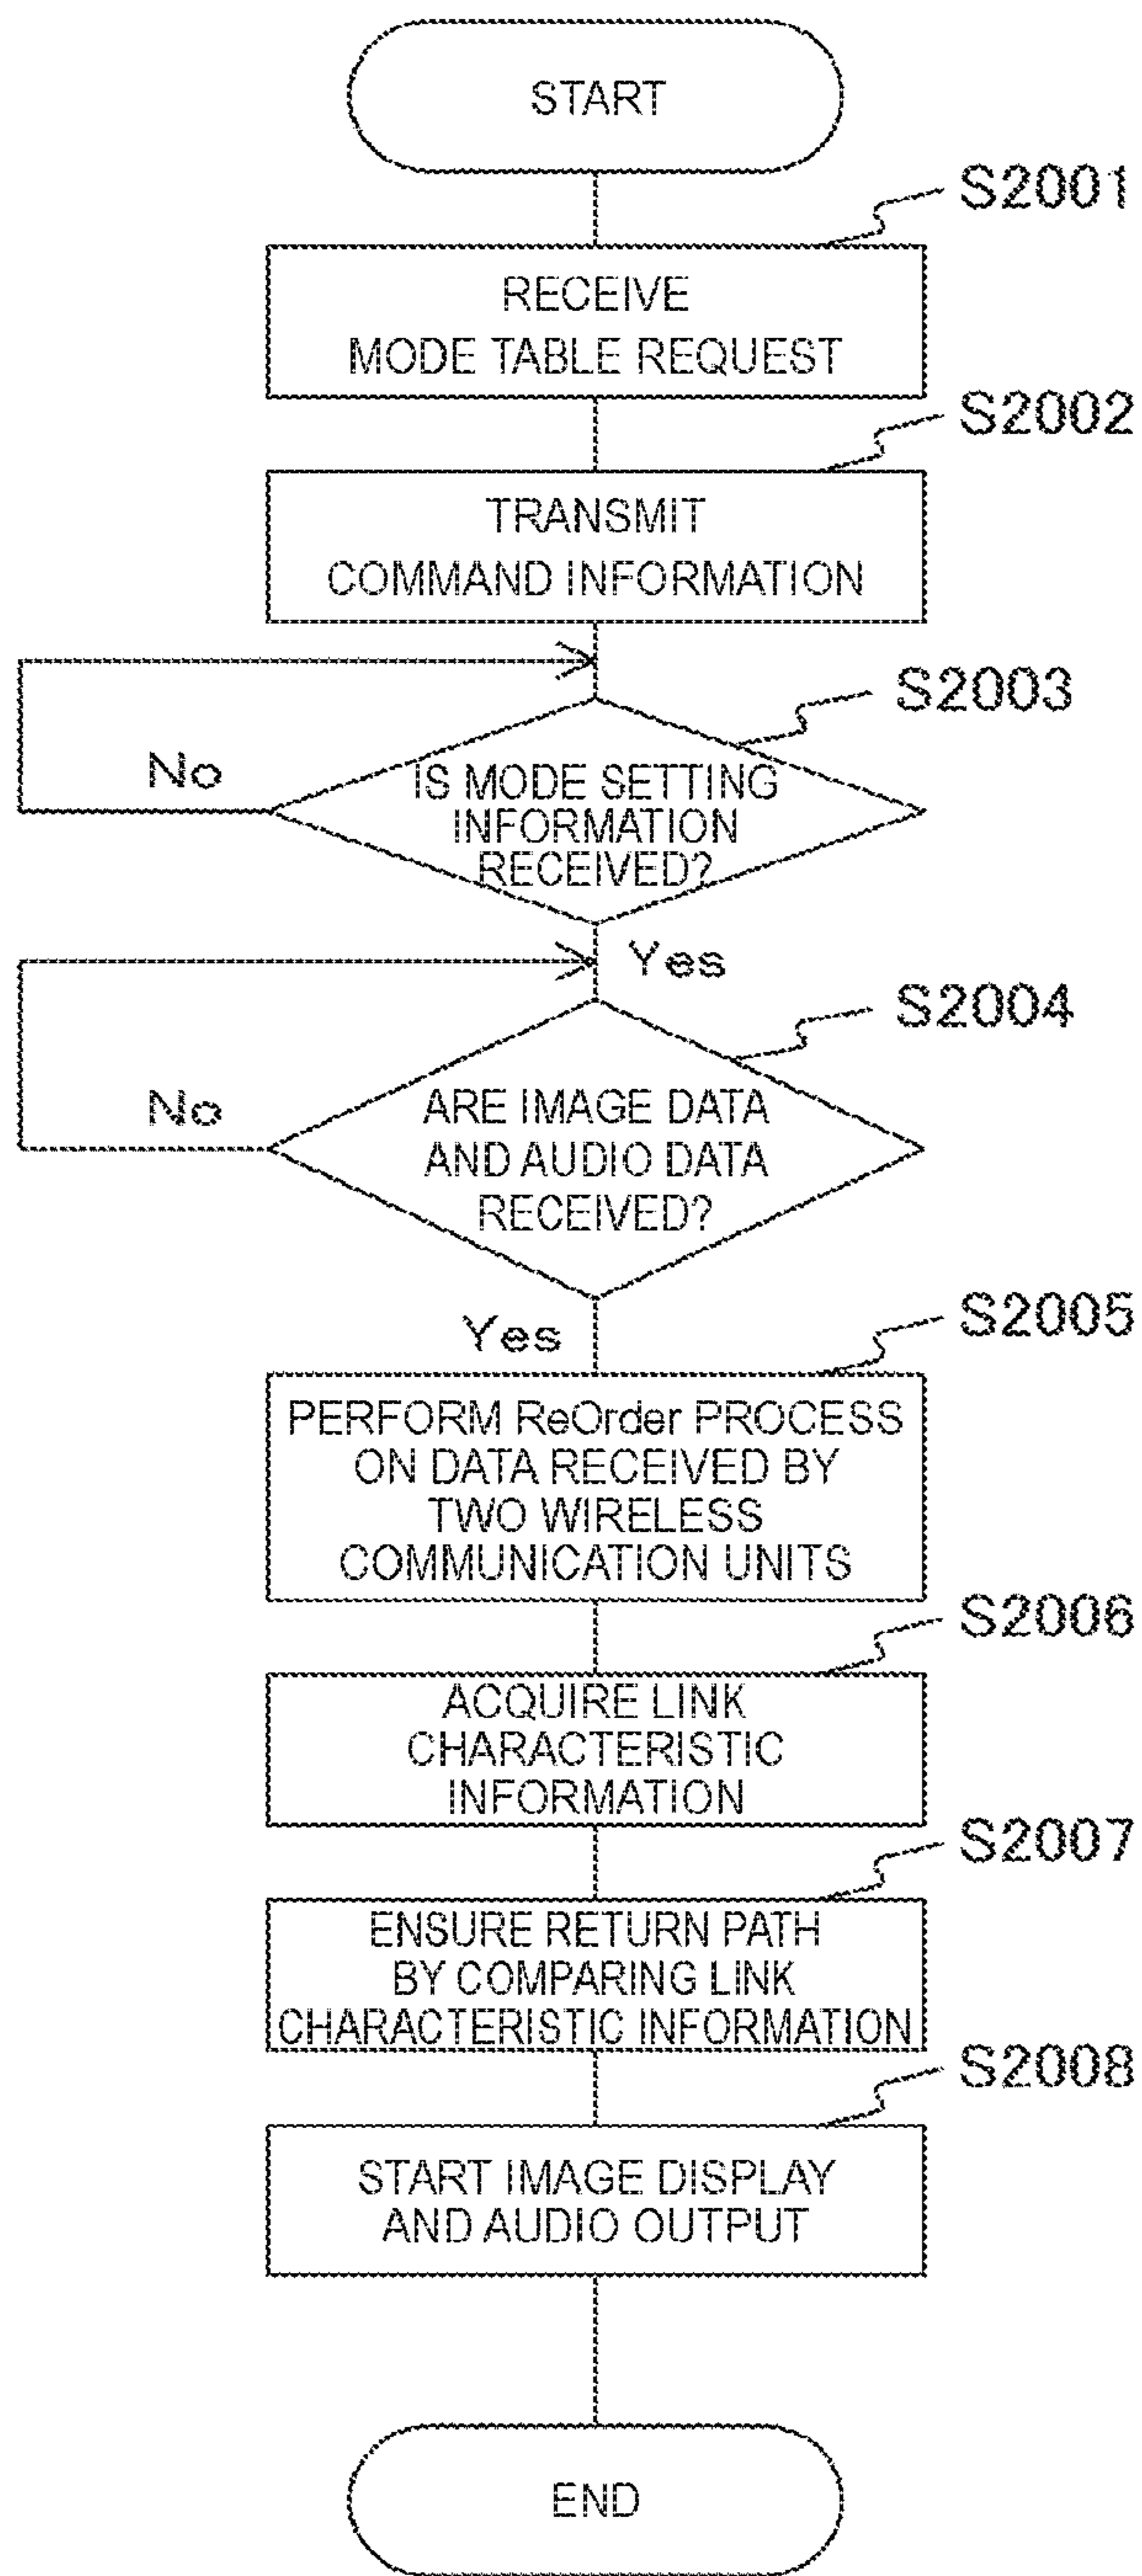 START
S2001
RECEIVE
MODE TABLE REQUEST
S2002
TRANSMIT
COMMAND INFORMATION
S2003
No
IS MODE SETTING
INFORMATION
RECEIVED?
Yes
S2004
No
ARE IMAGE DATA
AND AUDIO DATA
RECEIVED?
Yes
S2005
PERFORM ReOrder PROCESS
ON DATA RECEIVED BY
TWO WIRELESS
COMMUNICATION UNITS
S2006
ACQUIRE LINK
CHARACTERISTIC
INFORMATION
S2007
ENSURE RETURN PATH
BY COMPARING LINK
CHARACTERISTIC INFORMATION
S2008
START IMAGE DISPLAY
AND AUDIO OUTPUT
END